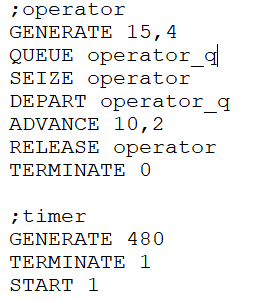 ;operator
GENERATE 15,4
QUEUE operator_q
SEIZE operator
DEPART operator_q
ADVANCE 10,2
RELEASE operator
TERMINATE 0

;timer
GENERATE 480
TERMINATE 1
START 1